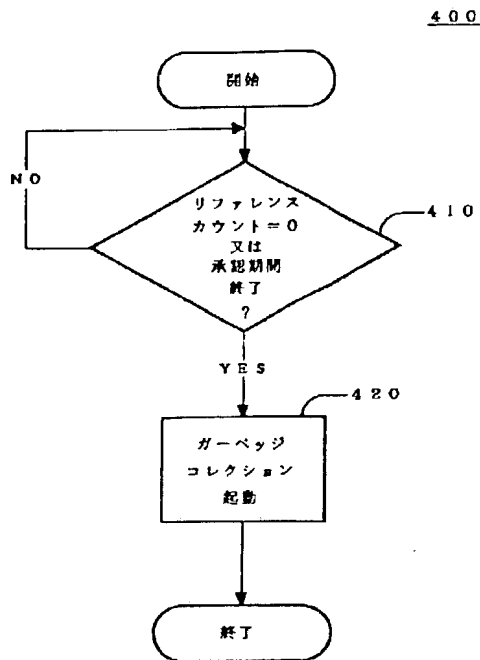 400
開始
NO
リファレンス
カウント=0
又は
承認期間
終了
?
410
YES
420
ガーベッジ
コレクション
起動
終了